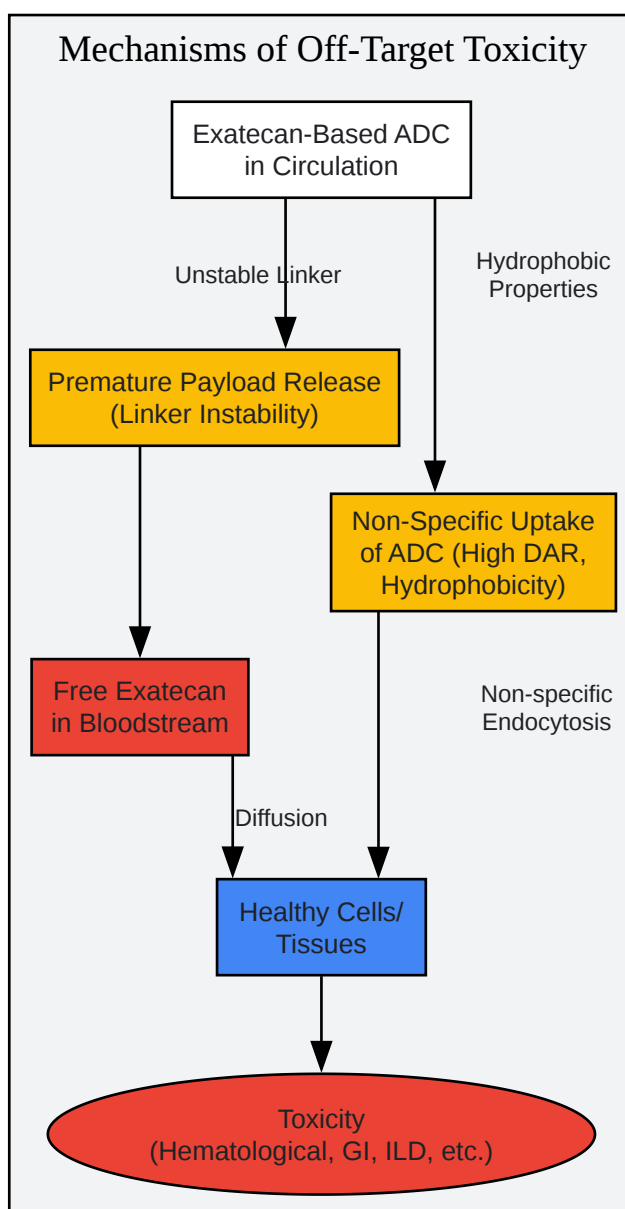 Mechanisms of Off-Target Toxicity
Exatecan-Based ADC
in Circulation
Unstable Linker
Hydrophobic
Properties
Premature Payload Release
(Linker Instability)
Non-Specific Uptake
of ADC (High DAR,
Hydrophobicity)
Free Exatecan
in Bloodstream
Non-specific
Endocytosis
Diffusion
Healthy Cells/
Tissues
Toxicity
(Hematological, GI, ILD, etc.)